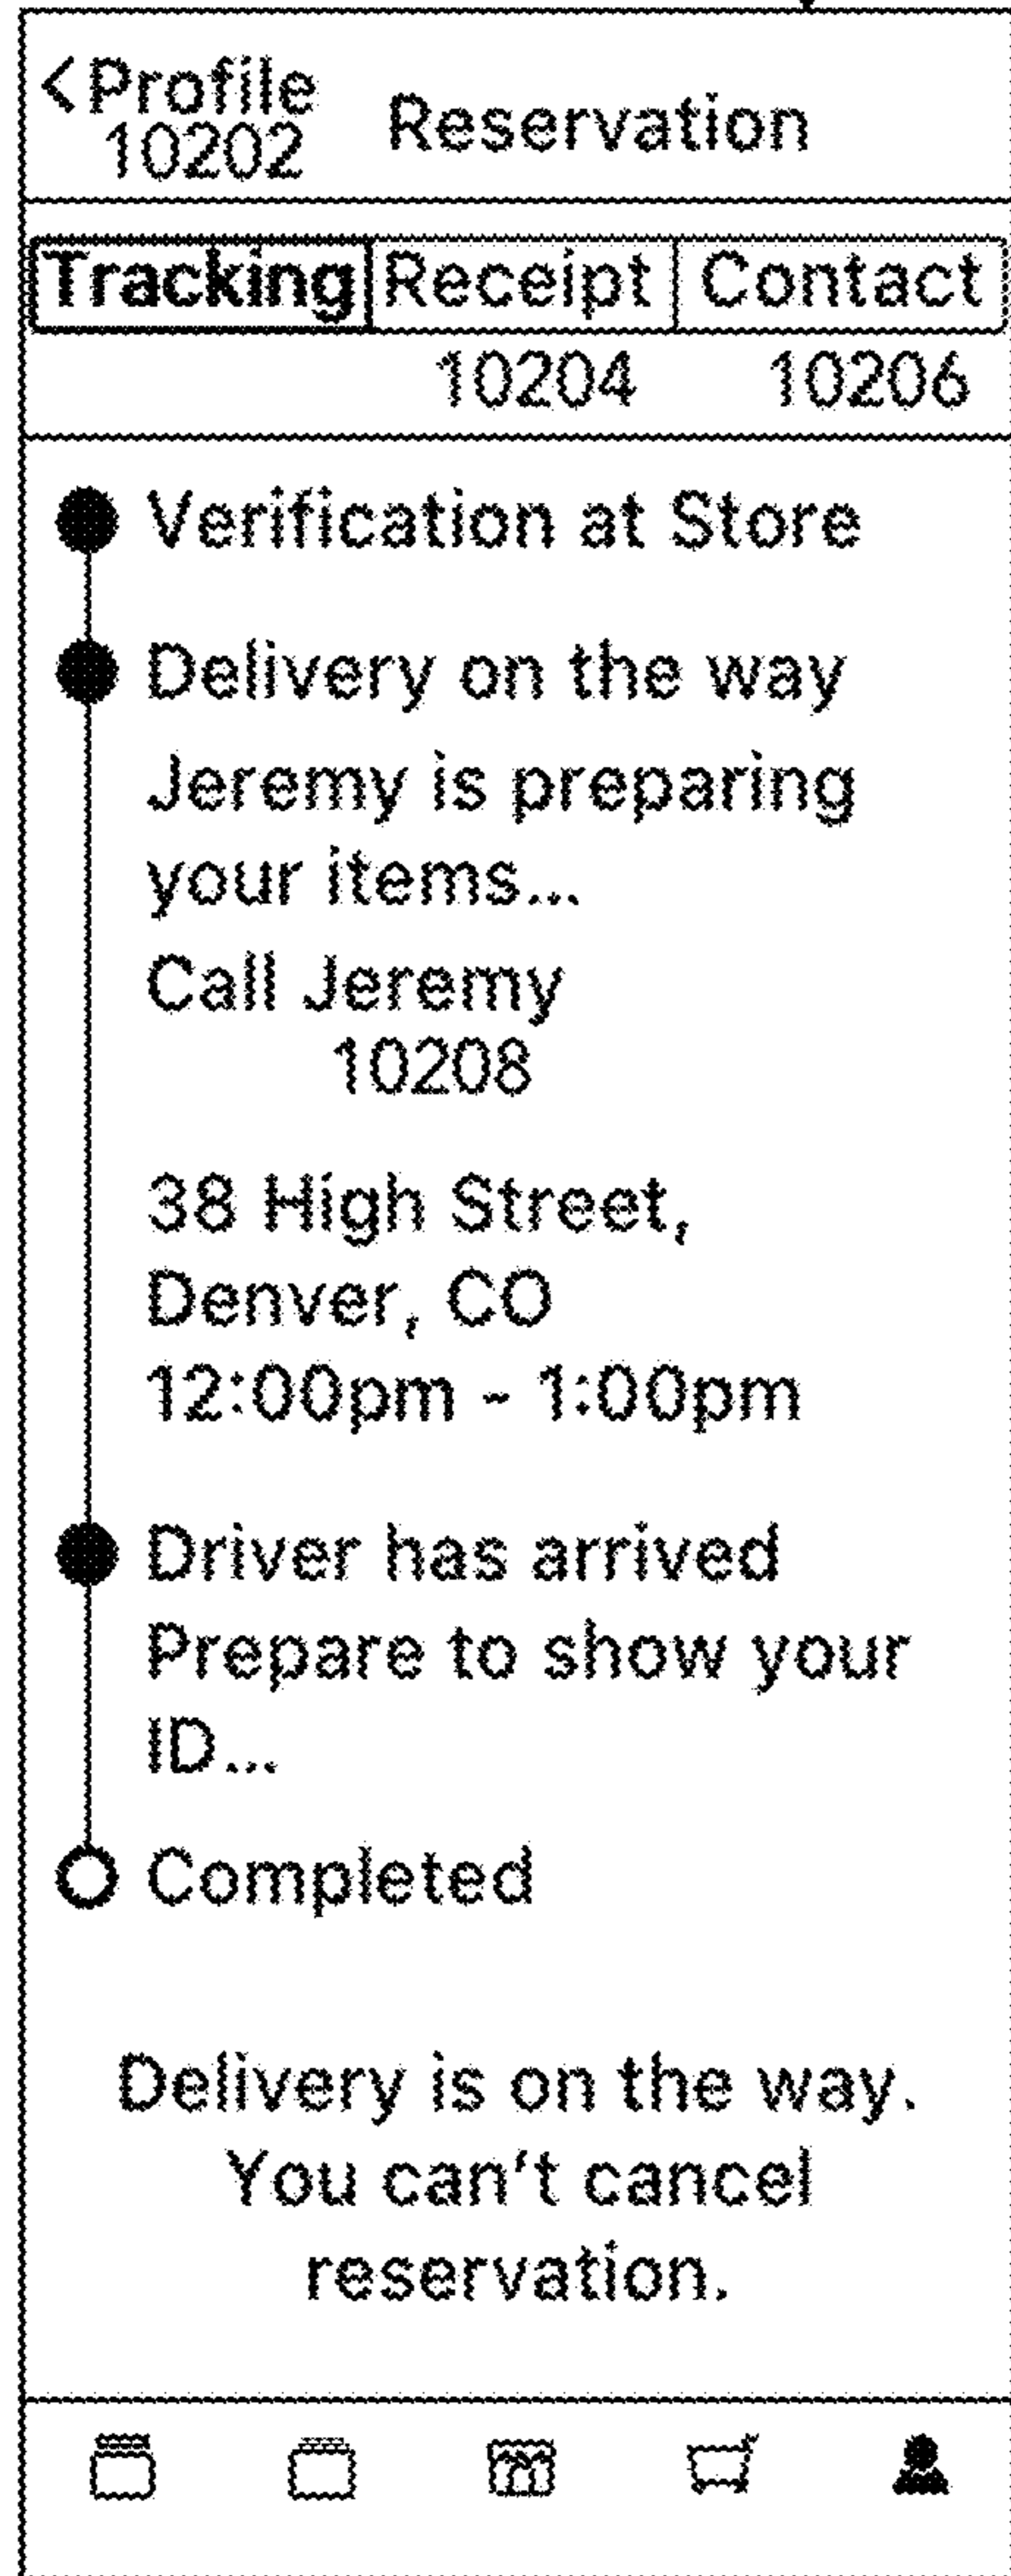 <Profile
10202
Reservation
Tracking Receipt Contact
10204 10206
Verification at Store
Delivery on the way
Jeremy is preparing
your items...
Call Jeremy
10208
38 High Street,
Denver, CO
12:00pm - 1:00pm
Driver has arrived
Prepare to show your
ID...
Completed
Delivery is on the way.
You can't cancel
reservation.